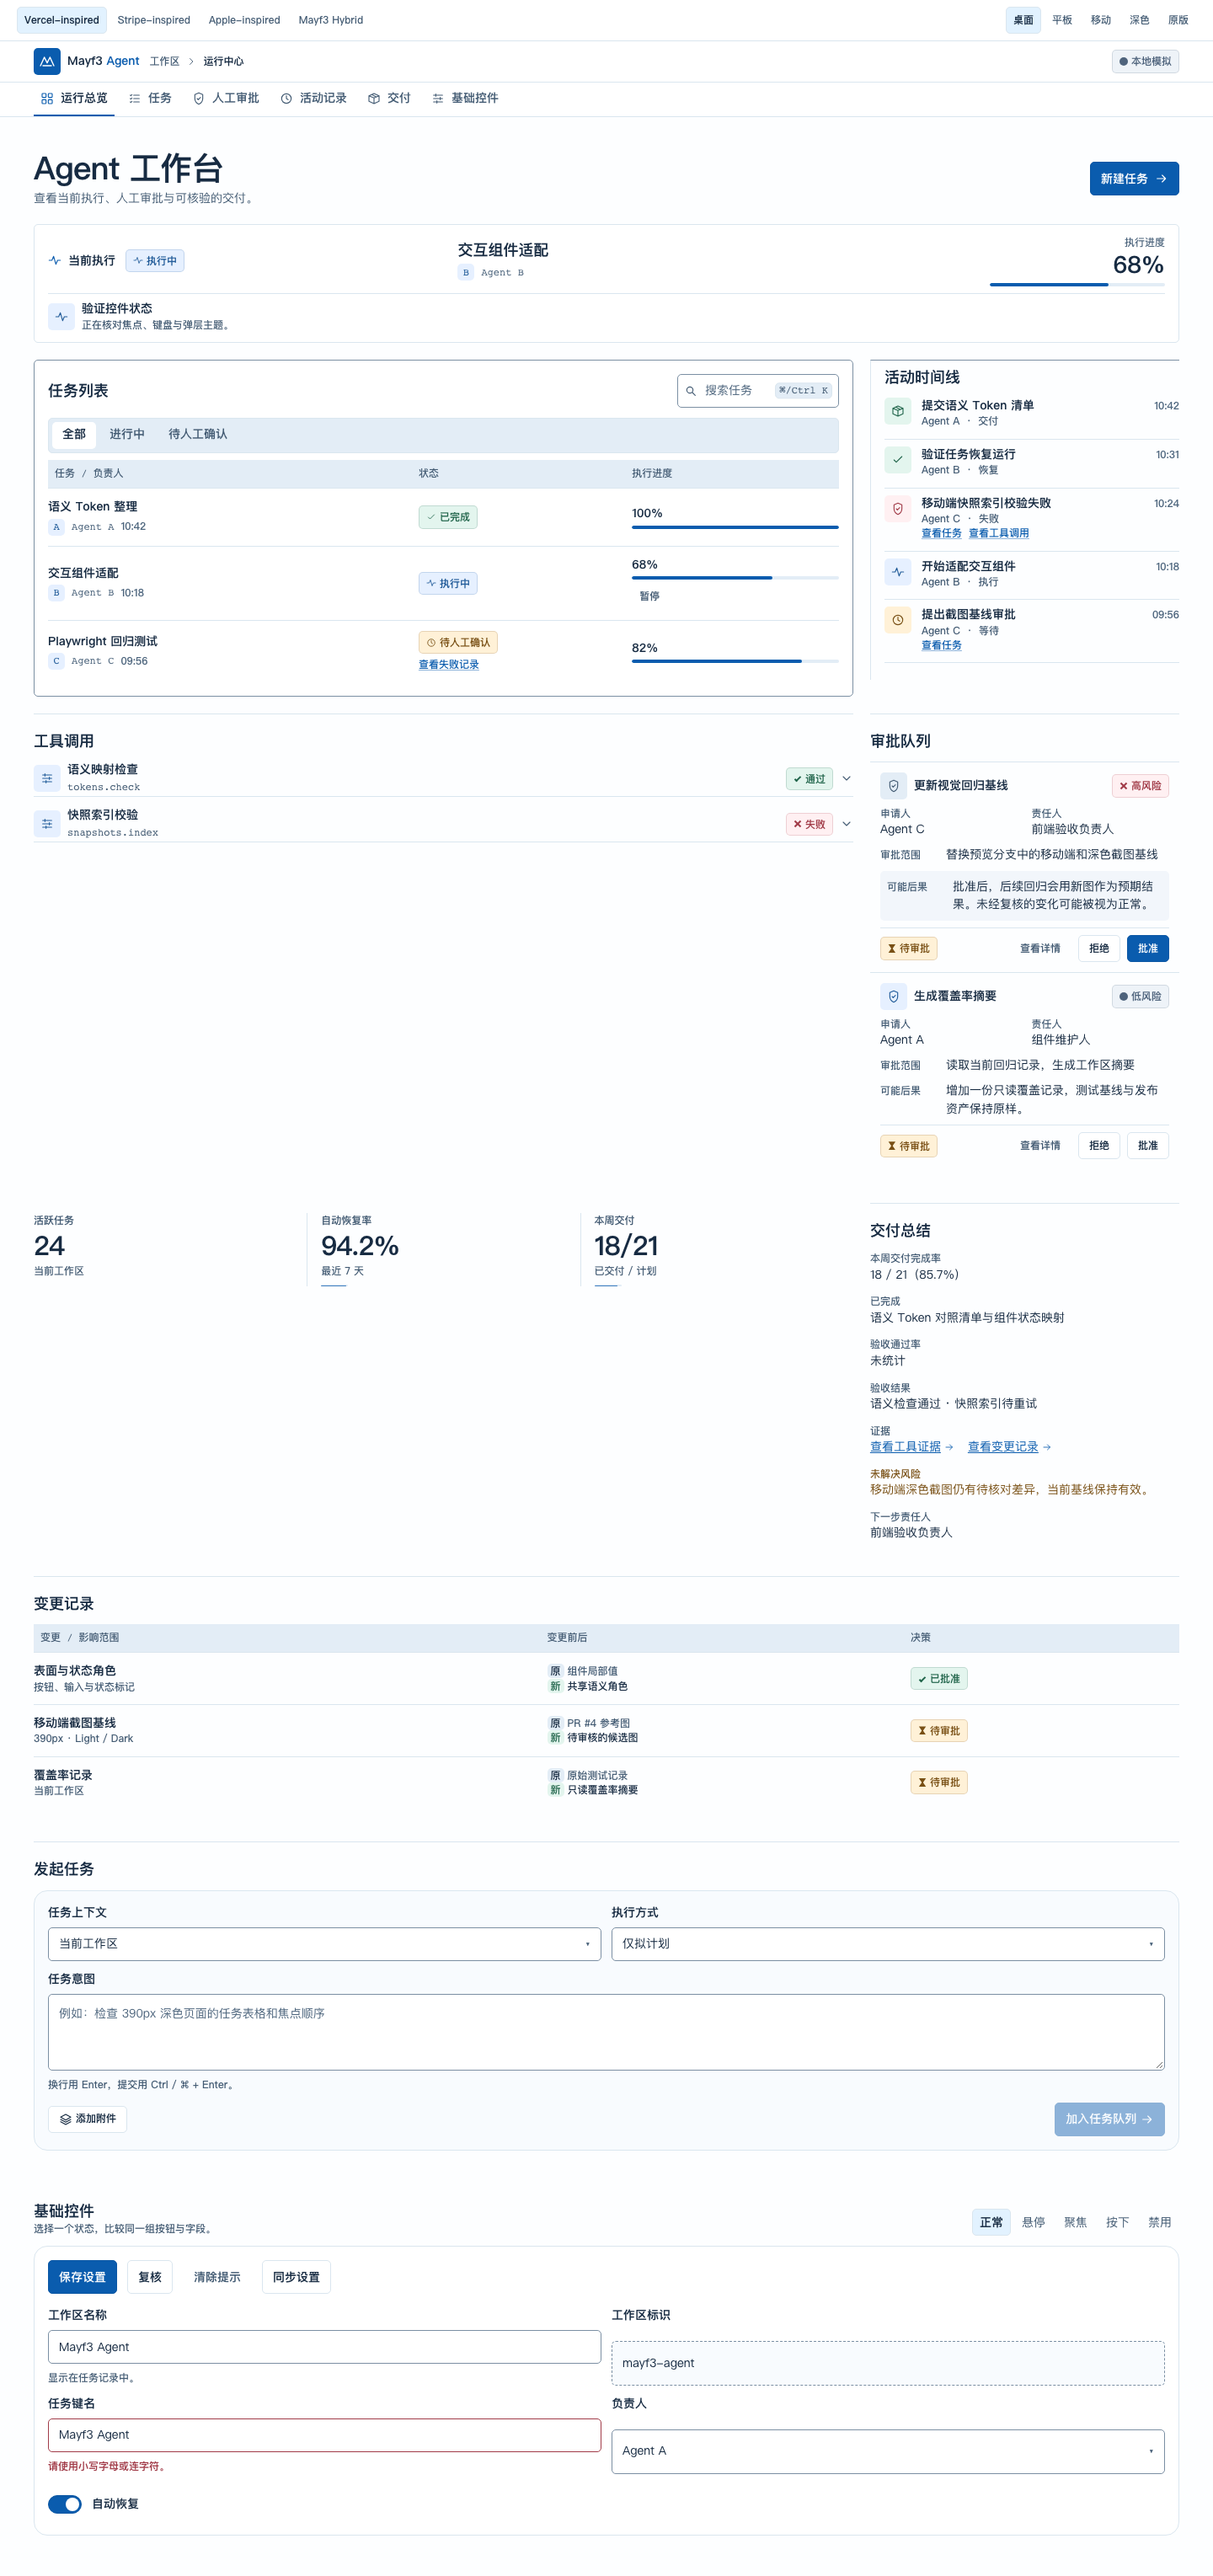 Vercel-inspired Stripe-inspired Apple-inspired Mayf3 Hybrid 桌面 平板 移动 深色 原版
Mayf3 Agent 工作区 > 运行中心 本地模拟
运行总览 任务 人工审批 活动记录 交付 基础控件
Agent 工作台
查看当前执行、人工审批与可核验的交付。
新建任务 →
当前执行 执行中
交互组件适配
B Agent B
执行进度
68%
验证控件状态
正在核对焦点、键盘与弹层主题。
任务列表
搜索任务 ⌘/Ctrl K
全部 进行中 待人工确认
任务 / 负责人 状态 执行进度
语义 Token 整理
A Agent A 10:42
已完成
100%
交互组件适配
B Agent B 10:18
执行中
68%
暂停
Playwright 回归测试
C Agent C 09:56
待人工确认
查看失败记录
82%
活动时间线
提交语义 Token 清单 10:42
Agent A · 交付
验证任务恢复运行 10:31
Agent B · 恢复
移动端快照索引校验失败 10:24
Agent C · 失败
查看任务 查看工具调用
开始适配交互组件 10:18
Agent B · 执行
提出截图基线审批 09:56
Agent C · 等待
查看任务
工具调用
语义映射检查
tokens.check
通过
快照索引校验
snapshots.index
失败
审批队列
更新视觉回归基线 高风险
申请人 责任人
Agent C 前端验收负责人
审批范围 替换预览分支中的移动端和深色截图基线
可能后果 批准后，后续回归会用新图作为预期结
果。未经复核的变化可能被视为正常。
待审批 查看详情 拒绝 批准
生成覆盖率摘要 低风险
申请人 责任人
Agent A 组件维护人
审批范围 读取当前回归记录，生成工作区摘要
可能后果 增加一份只读覆盖记录，测试基线与发布
资产保持原样。
待审批 查看详情 拒绝 批准
活跃任务
24
当前工作区
自动恢复率
94.2%
最近 7 天
本周交付
18/21
已交付 / 计划
交付总结
本周交付完成率
18 / 21（85.7%）
已完成
语义 Token 对照清单与组件状态映射
验收通过率
未统计
验收结果
语义检查通过 · 快照索引待重试
证据
查看工具证据 → 查看变更记录 →
未解决风险
移动端深色截图仍有待核对差异，当前基线保持有效。
下一步责任人
前端验收负责人
变更记录
变更 / 影响范围 变更前后 决策
表面与状态角色
按钮、输入与状态标记
原 组件局部值
新 共享语义角色
已批准
移动端截图基线
390px · Light / Dark
原 PR #4 参考图
新 待审核的候选图
待审批
覆盖率记录
当前工作区
原 原始测试记录
新 只读覆盖率摘要
待审批
发起任务
任务上下文 执行方式
当前工作区 仅拟计划
任务意图
例如：检查 390px 深色页面的任务表格和焦点顺序
换行用 Enter，提交用 Ctrl / ⌘ + Enter。
添加附件 加入任务队列 →
基础控件
选择一个状态，比较同一组按钮与字段。
正常 悬停 聚焦 按下 禁用
保存设置 复核 清除提示 同步设置
工作区名称 工作区标识
Mayf3 Agent mayf3-agent
显示在任务记录中。
任务键名 负责人
Mayf3 Agent Agent A
请使用小写字母或连字符。
自动恢复